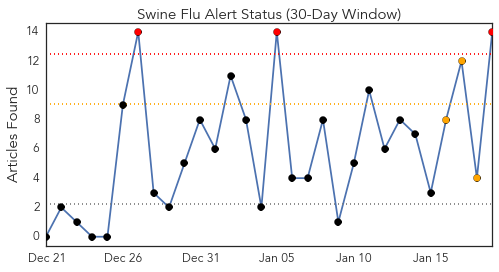 Swine Flu Alert Status (30-Day Window)
Articles Found
14
12
10
8
6
4
2
0
Dec 21 Dec 26 Dec 31 Jan 05 Jan 10 Jan 15